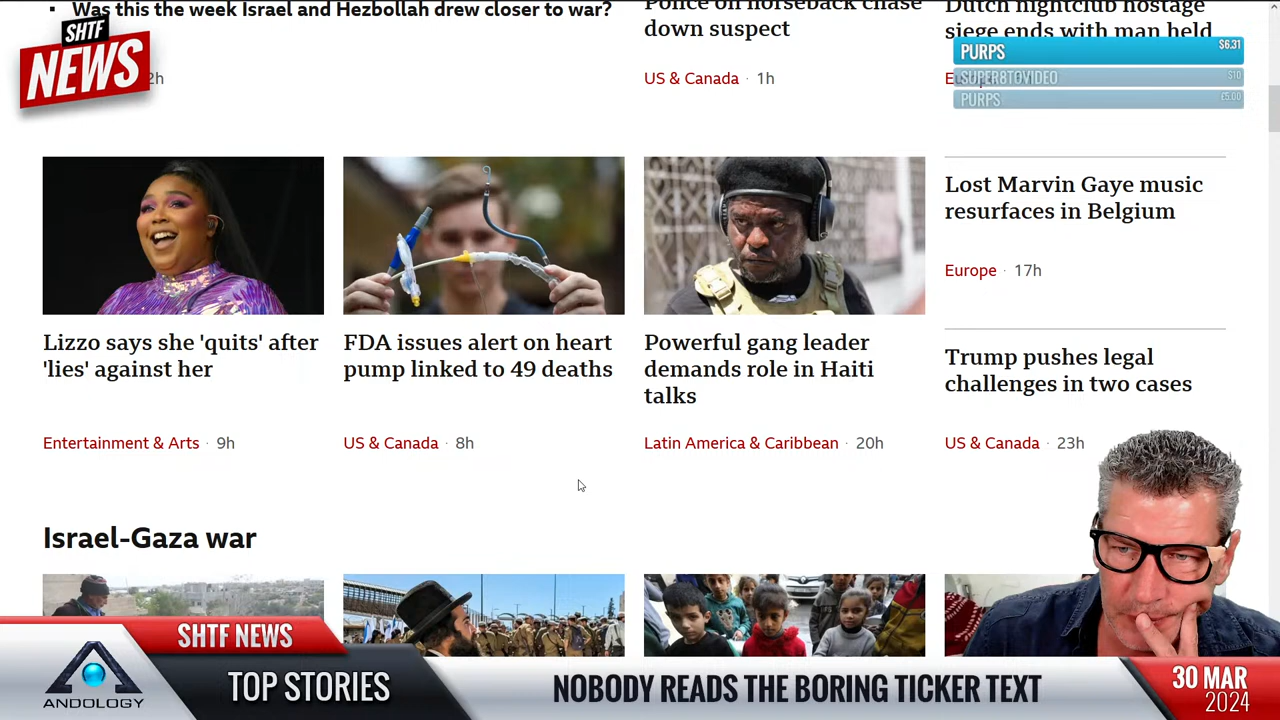 Was this the week Israel and Hezbollah drew closer to war?
Police on horseback chase
down suspect
US & Canada · 1h
Dutch nightclub hostage
siege ends with man held
SHTF
NEWS
2h
PURPS $6.31
SUPER8TOVIDEO $10
PURPS £5.00
Lizzo says she 'quits' after
'lies' against her
Entertainment & Arts · 9h
FDA issues alert on heart
pump linked to 49 deaths
US & Canada · 8h
Powerful gang leader
demands role in Haiti
talks
Latin America & Caribbean · 20h
Lost Marvin Gaye music
resurfaces in Belgium
Europe · 17h
Trump pushes legal
challenges in two cases
US & Canada · 23h
Israel-Gaza war
SHTF NEWS
ANDOLOGY
TOP STORIES
NOBODY READS THE BORING TICKER TEXT
30 MAR
2024